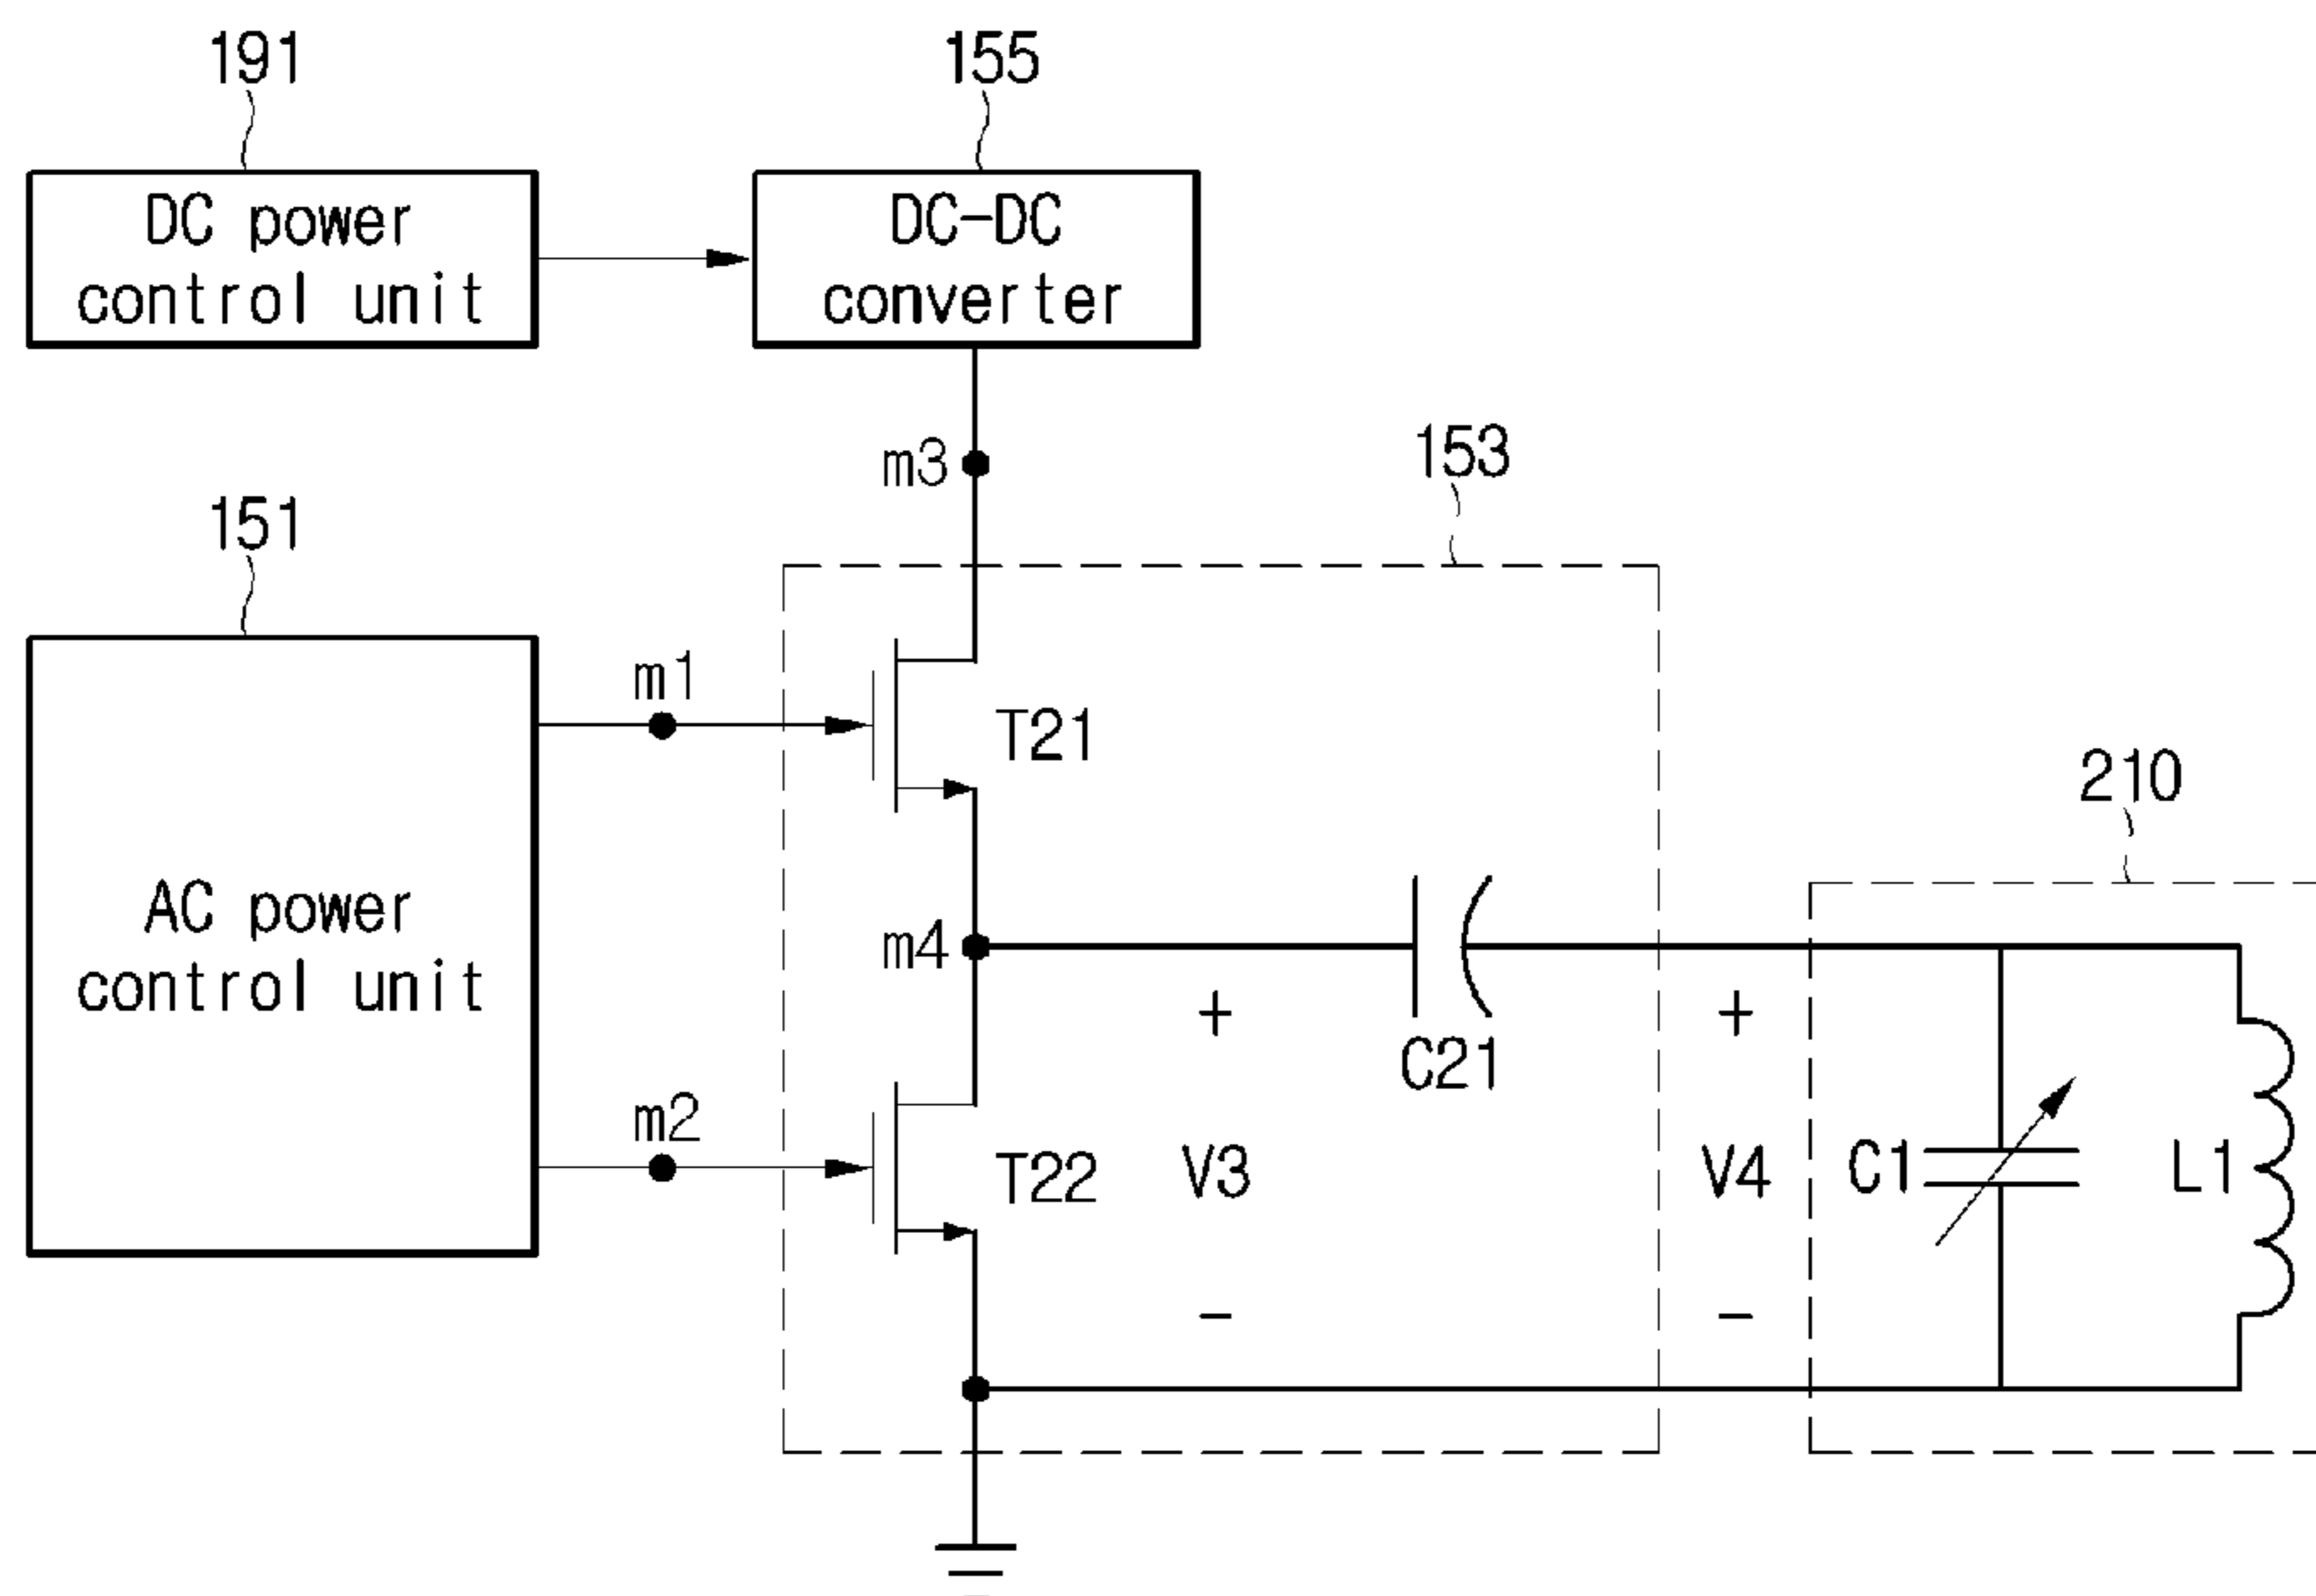 191
155
DC power
control unit
DC-DC
converter
m3
153
151
m1
T21
210
AC power
control unit
m4
+
+
C21
m2
T22
V3
V4
C1
L1
-
-